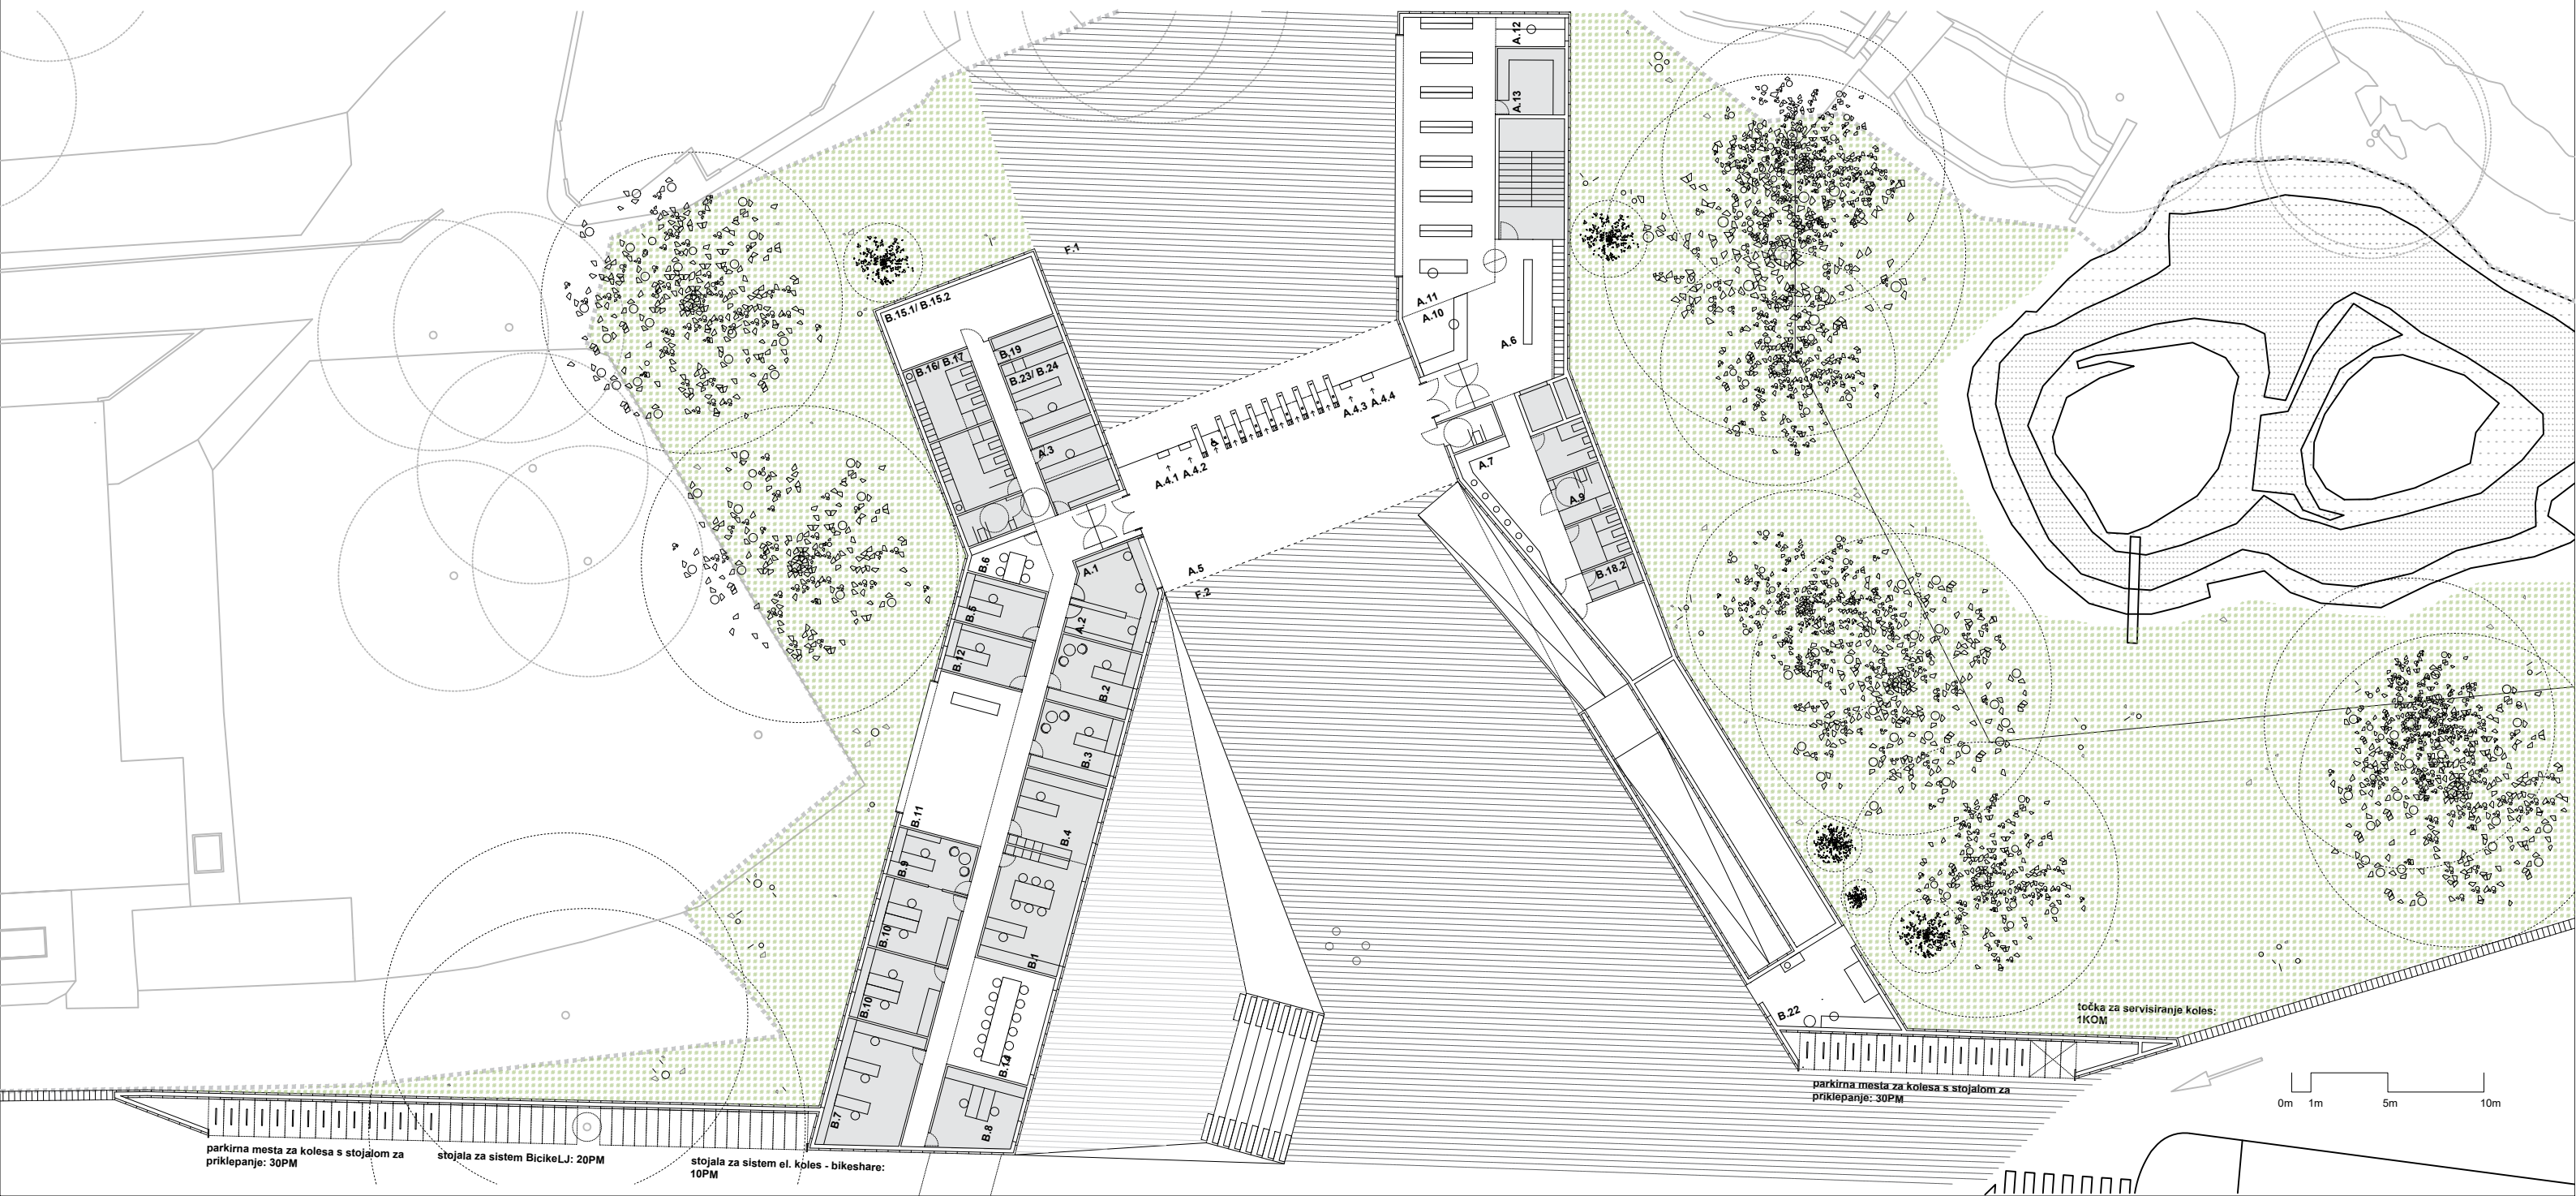 A.12
A.13
F.1
B.15.1/ B.15.2
A.11
A.10
A.6
B.19
B.16/ B.17
B.23/ B.24
A.4.3 A.4.4
A.3
A.4.1 A.4.2
A.7
A.9
A.5
F.2
B.6
A.1
B.18.2
B.5
A.2
B.12
B.2
B.3
B.11
B.4
B.9
B.10
B.1
B.10
B.22
točka za servisiranje koles:
1KOM
B.14
B.7
B.8
parkirna mesta za kolesa s stojalom za
priklepanje: 30PM
0m 1m 5m 10m
parkirna mesta za kolesa s stojalom za
priklepanje: 30PM
stojala za sistem BicikeLJ: 20PM
stojala za sistem el. koles - bikeshare:
10PM